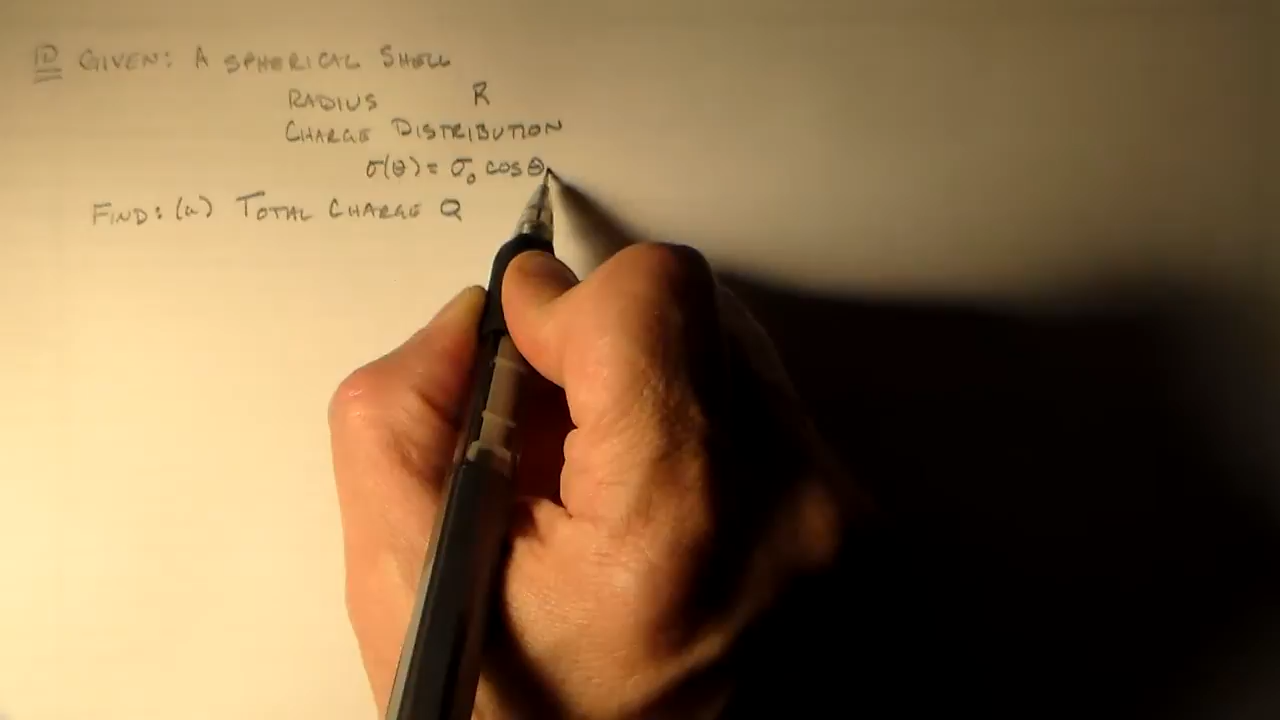 10 GIVEN: A SPHERICAL SHELL
RADIUS R
CHARGE DISTRIBUTION
σ(θ) = σ₀ cos θ
FIND: (a) TOTAL CHARGE Q